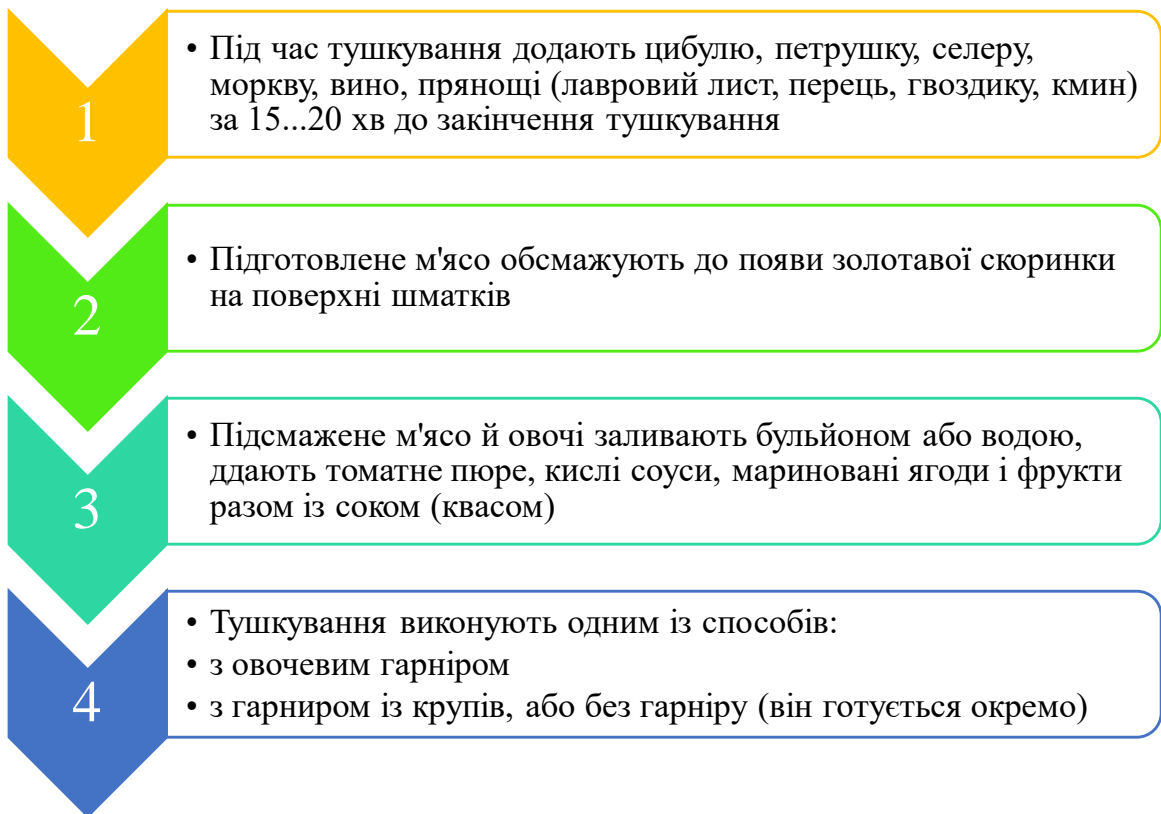 1
• Під час тушкування додають цибулю, петрушку, селеру,
моркву, вино, прянощі (лавровий лист, перець, гвоздику, кмин)
за 15...20 хв до закінчення тушкування
2
• Підготовлене м'ясо обсмажують до появи золотавої скоринки
на поверхні шматків
3
• Підсмажене м'ясо й овочі заливають бульйоном або водою,
ддають томатне пюре, кислі соуси, мариновані ягоди і фрукти
разом із соком (квасом)
4
• Тушкування виконують одним із способів:
• з овочевим гарніром
• з гарниром із крупів, або без гарніру (він готується окремо)